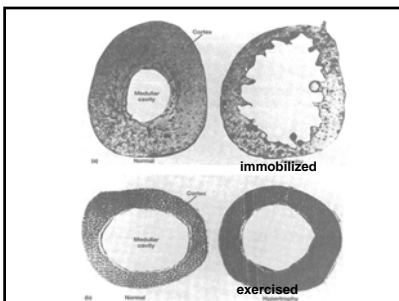 Cortex
Medullar
cavity
(a) Normal
immobilized
Cortex
Medullar
cavity
(b) Normal
Hypertrophy
exercised